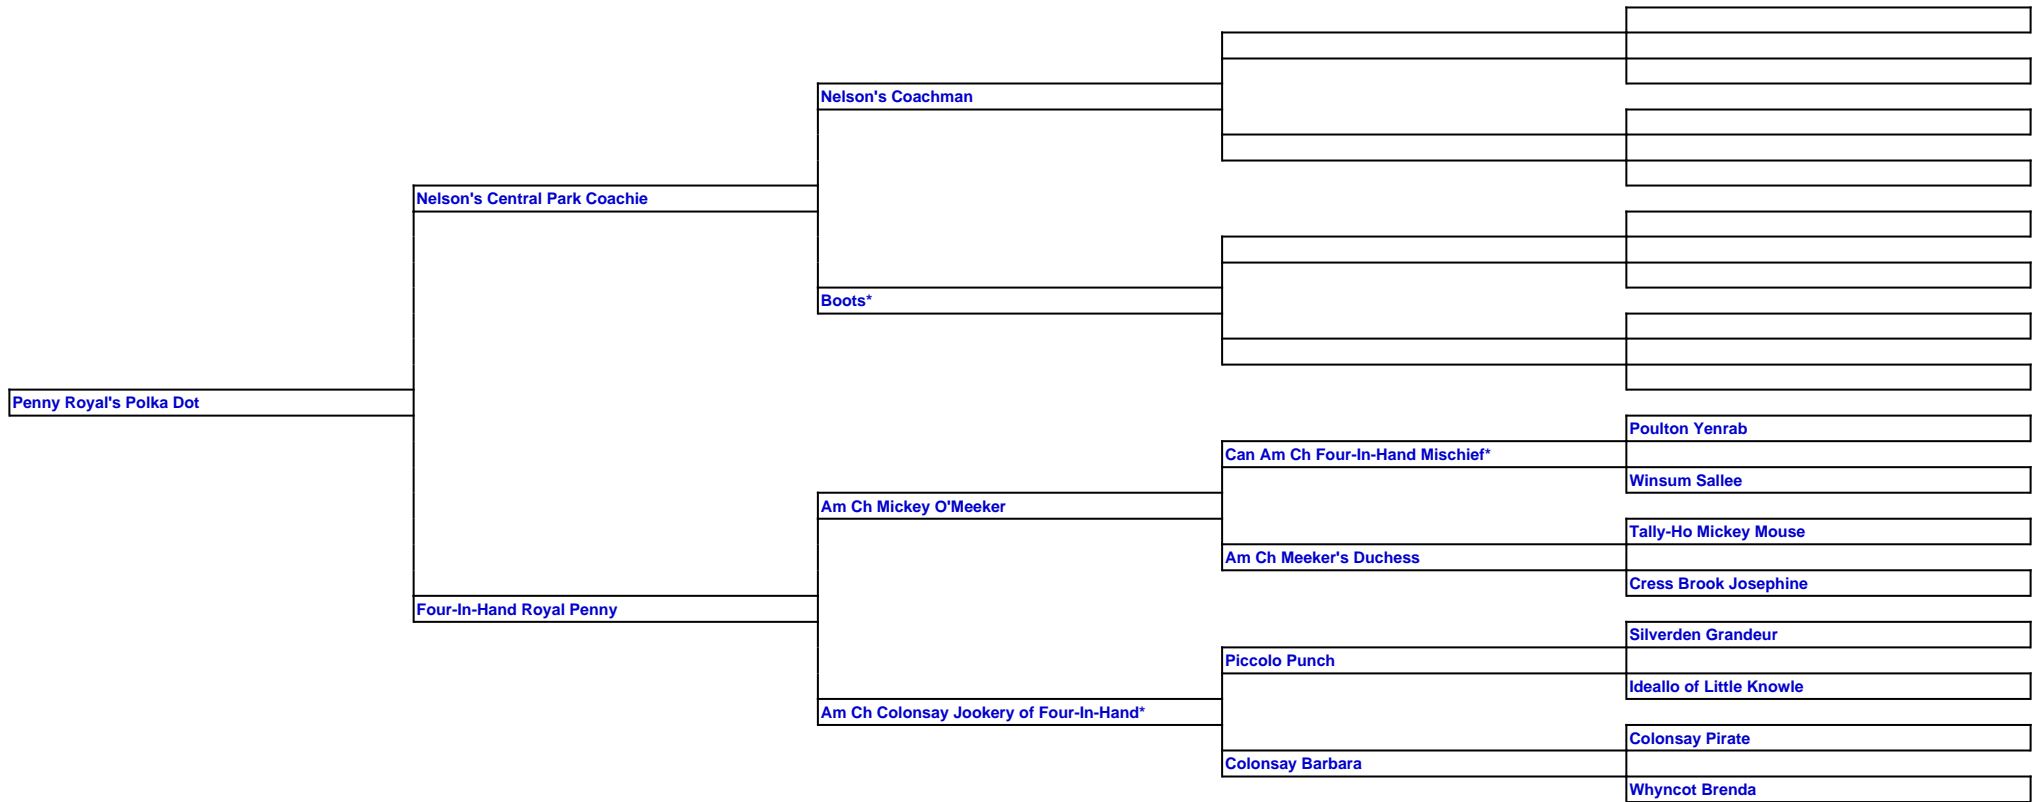 Nelson's Coachman
Nelson's Central Park Coachie
Boots*
Penny Royal's Polka Dot
Poulton Yenrab
Can Am Ch Four-In-Hand Mischief*
Winsum Sallee
Am Ch Mickey O'Meeker
Tally-Ho Mickey Mouse
Am Ch Meeker's Duchess
Cress Brook Josephine
Four-In-Hand Royal Penny
Silverden Grandeur
Piccolo Punch
Ideallo of Little Knowle
Am Ch Colonsay Jookery of Four-In-Hand*
Colonsay Pirate
Colonsay Barbara
Whyncot Brenda